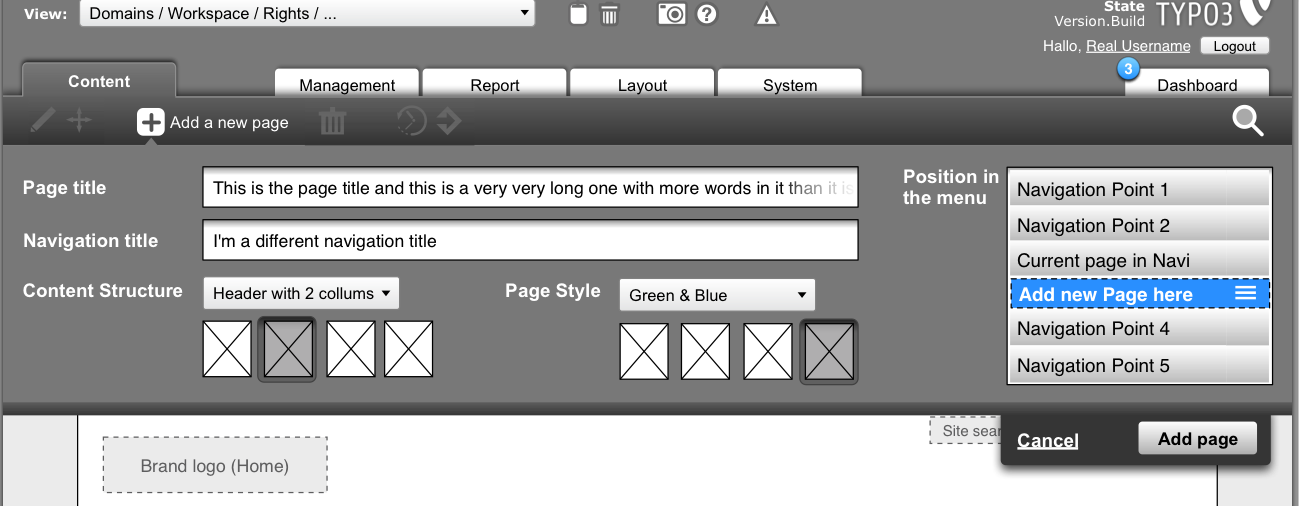 View:
Domains / Workspace / Rights / ...
State
Version.Build
TYPO3
Hallo, Real Username
Logout
Content
Management
Report
Layout
System
3
Dashboard
Add a new page
Page title
This is the page title and this is a very very long one with more words in it than it is
Position in
the menu
Navigation Point 1
Navigation Point 2
Current page in Navi
Add new Page here
Navigation Point 4
Navigation Point 5
Navigation title
I'm a different navigation title
Content Structure
Header with 2 collums
Page Style
Green & Blue
Site sear
Cancel
Add page
Brand logo (Home)